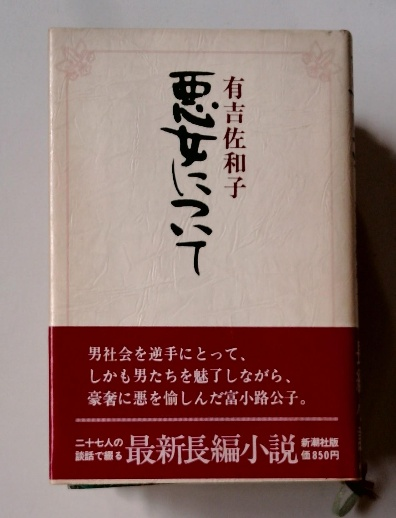 有吉佐和子
悪女について
男社会を逆手にとって、
しかも男たちを魅了しながら、
豪奢に悪を愉しんだ富小路公子。
二十七人の
談話で綴る
最新長編小説
新潮社版
価850円